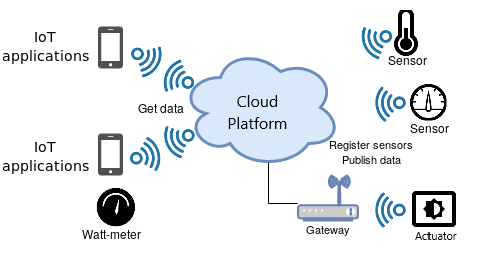 IoT
applications
Get data
IoT
applications
Watt-meter
Cloud
Platform
Sensor
Sensor
Register sensors
Publish data
Gateway
Actuator